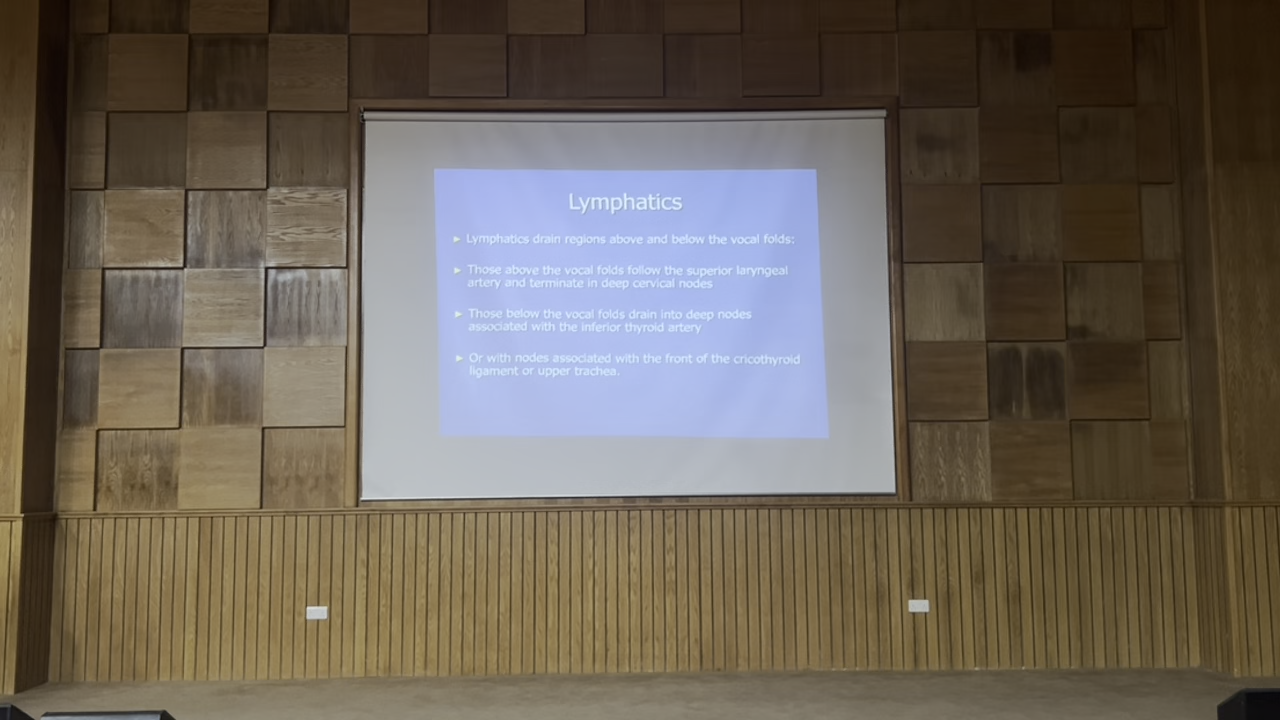 Lymphatics
► Lymphatics drain regions above and below the vocal folds:
► Those above the vocal folds follow the superior laryngeal
artery and terminate in deep cervical nodes
► Those below the vocal folds drain into deep nodes
associated with the inferior thyroid artery
► Or with nodes associated with the front of the cricothyroid
ligament or upper trachea.